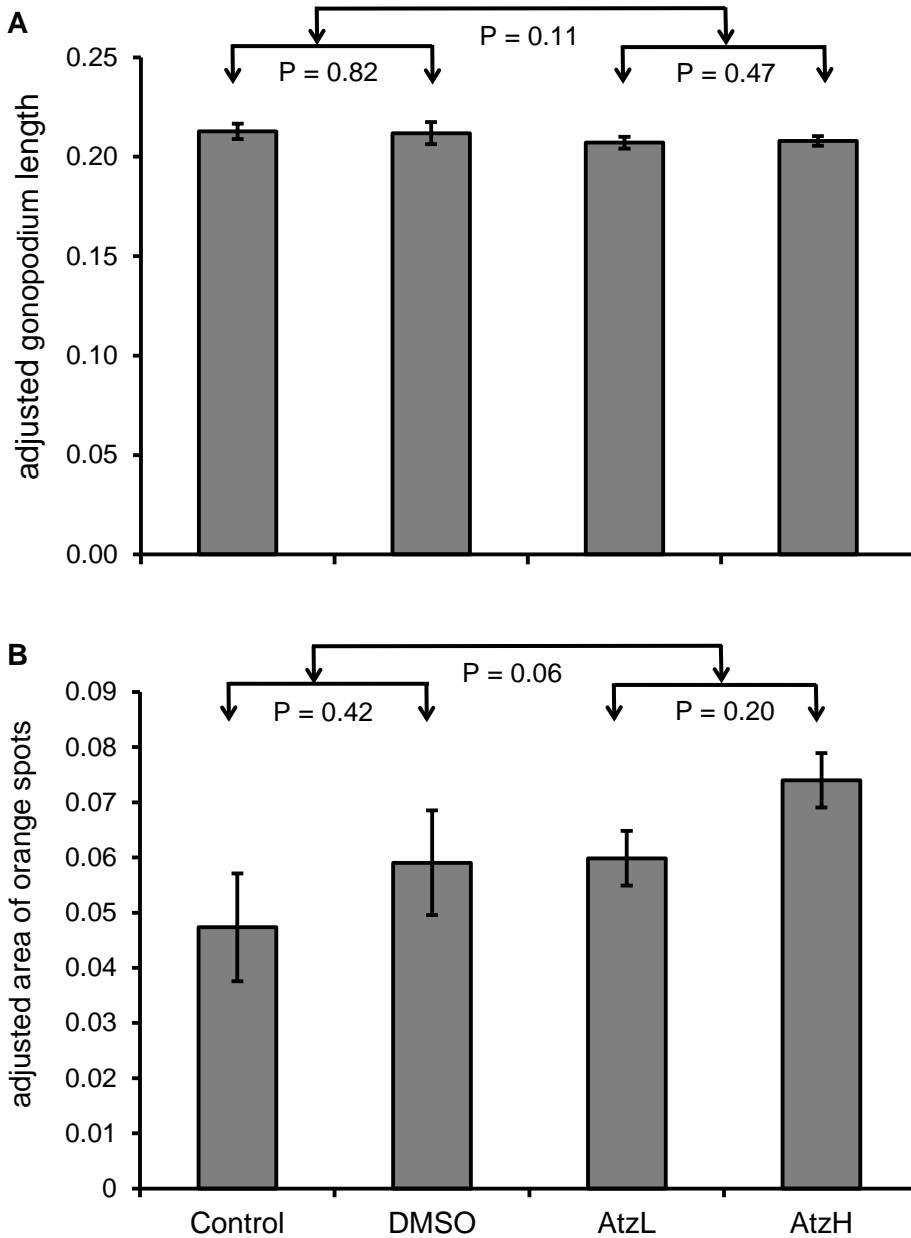 A
P = 0.11
P = 0.82
P = 0.47
adjusted gonopodium length
0.25
0.20
0.15
0.10
0.05
0.00
B
P = 0.06
P = 0.42
P = 0.20
adjusted area of orange spots
0.09
0.08
0.07
0.06
0.05
0.04
0.03
0.02
0.01
0
Control DMSO AtzL AtzH